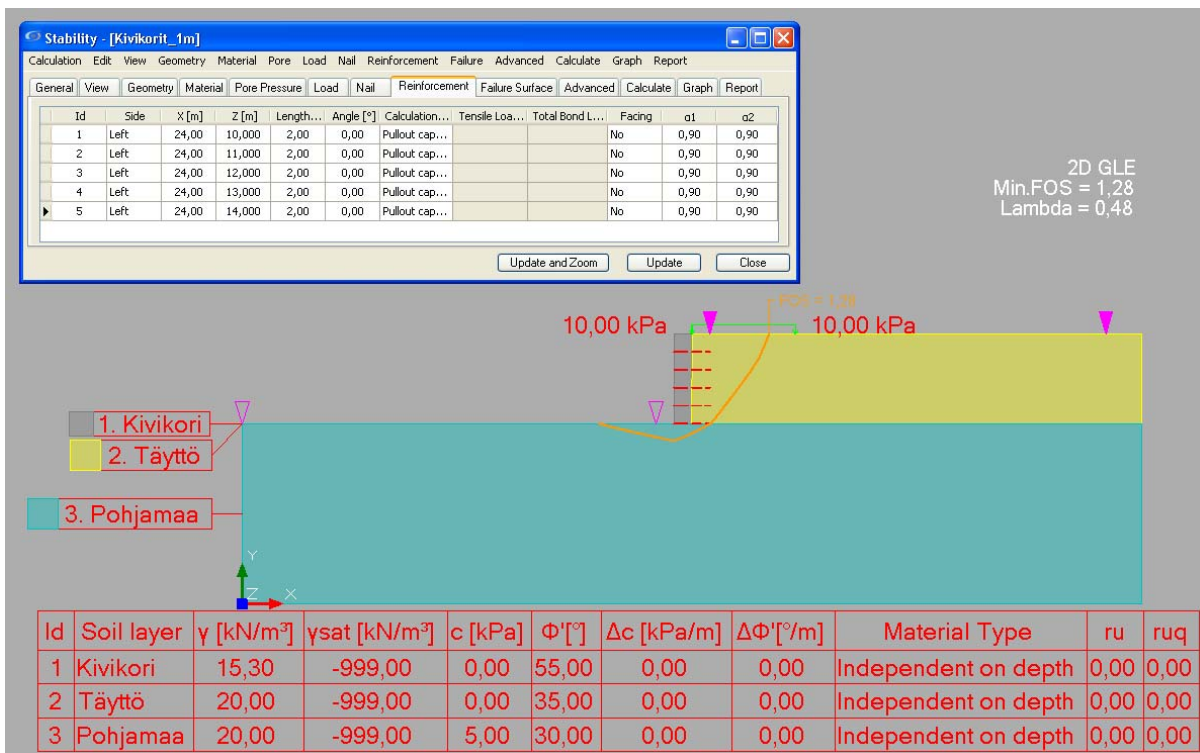 Stability - [Kivikorit_1m]
Calculation Edit View Geometry Material Pore Load Nail Reinforcement Failure Advanced Calculate Graph Report
General View Geometry Material Pore Pressure Load Nail Reinforcement Failure Surface Advanced Calculate Graph Report
Id Side X [m] Z [m] Length... Angle [°] Calculation... Tensile Loa... Total Bond L... Facing α1 α2
1 Left 24,00 10,000 2,00 0,00 Pullout cap... No 0,90 0,90
2 Left 24,00 11,000 2,00 0,00 Pullout cap... No 0,90 0,90
3 Left 24,00 12,000 2,00 0,00 Pullout cap... No 0,90 0,90
4 Left 24,00 13,000 2,00 0,00 Pullout cap... No 0,90 0,90
5 Left 24,00 14,000 2,00 0,00 Pullout cap... No 0,90 0,90
Update and Zoom Update Close
2D GLE
Min.FOS = 1,28
Lambda = 0,48
FOS = 1,28
10,00 kPa 10,00 kPa
1. Kivikori
2. Täyttö
3. Pohjamaa
Y
Z X
Id Soil layer γ [kN/m³] γsat [kN/m³] c [kPa] Φ'[°] Δc [kPa/m] ΔΦ'[°/m] Material Type ru ruq
1 Kivikori 15,30 -999,00 0,00 55,00 0,00 0,00 Independent on depth 0,00 0,00
2 Täyttö 20,00 -999,00 0,00 35,00 0,00 0,00 Independent on depth 0,00 0,00
3 Pohjamaa 20,00 -999,00 5,00 30,00 0,00 0,00 Independent on depth 0,00 0,00